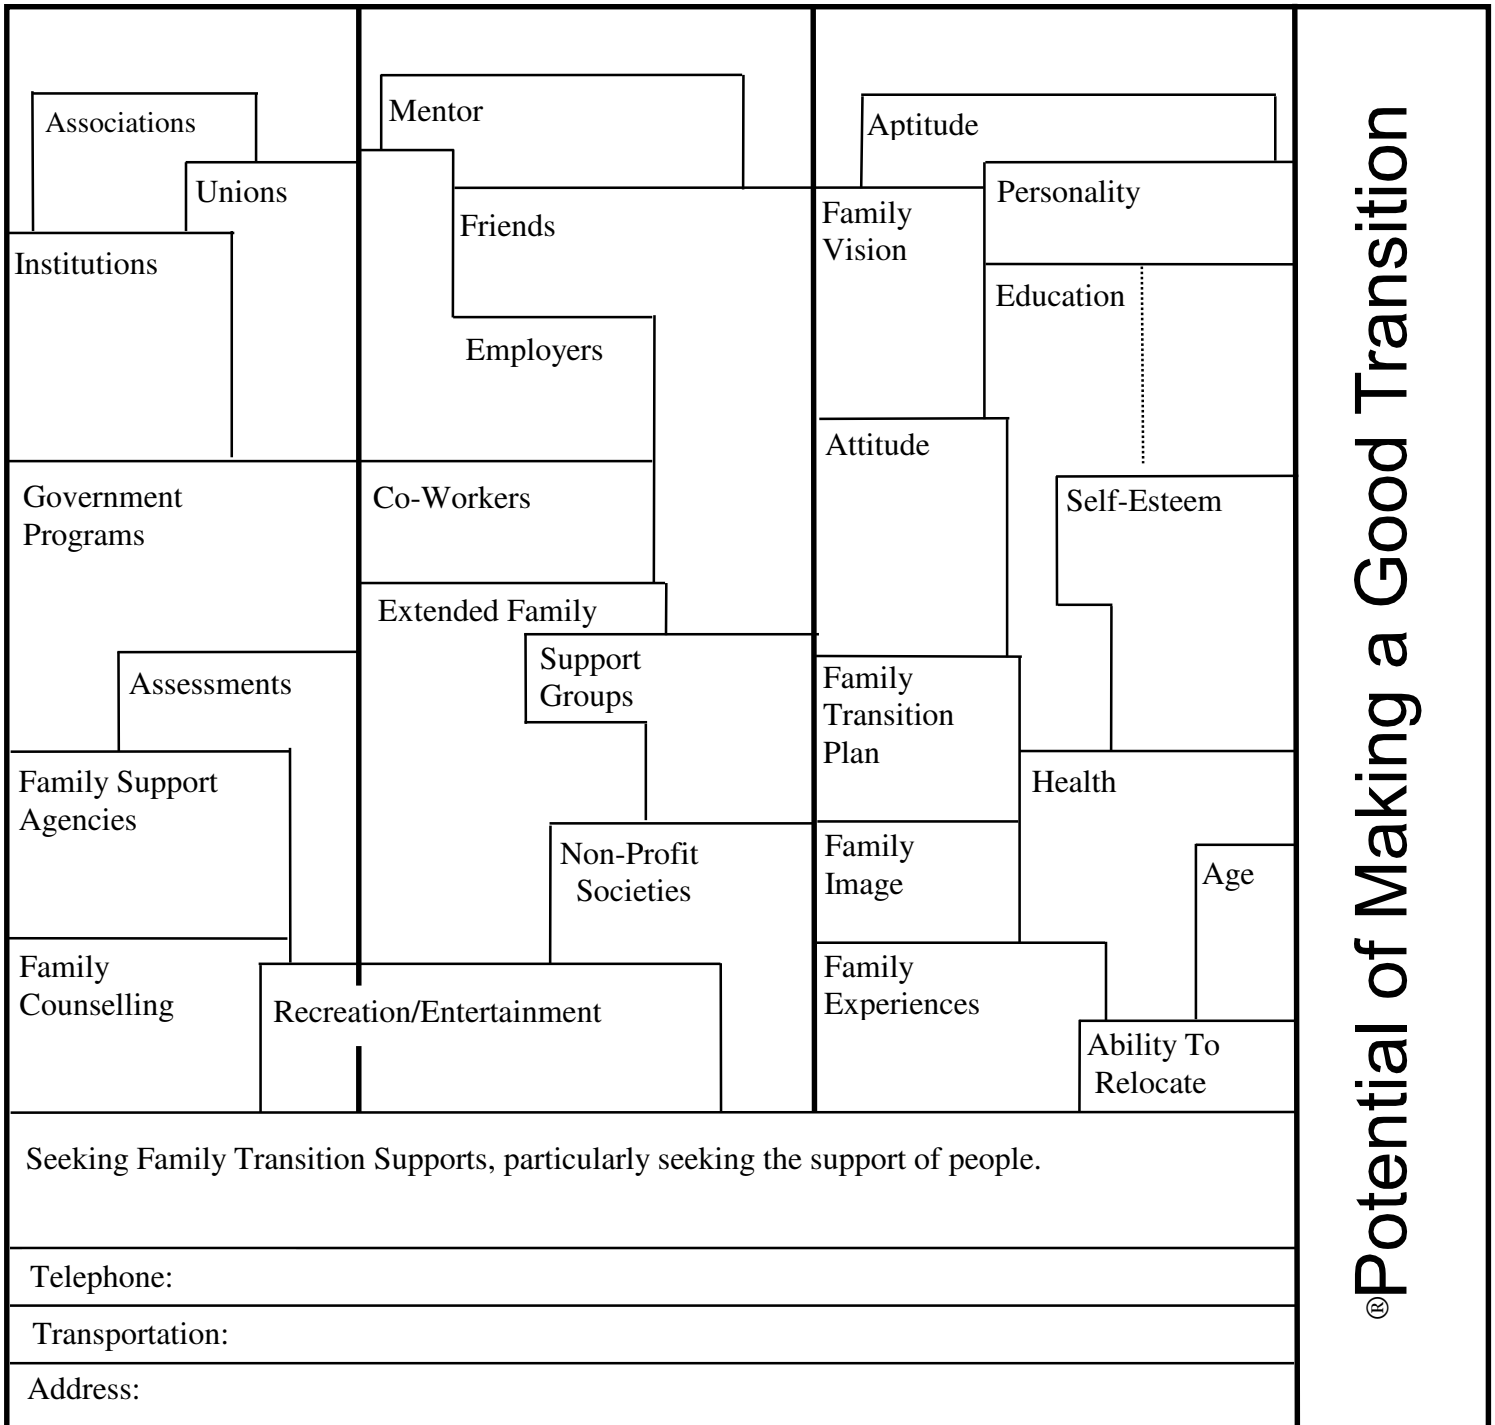 Associations
Unions
Institutions
Government
Programs
Assessments
Family Support
Agencies
Family
Counselling
Recreation/Entertainment
Mentor
Friends
Employers
Co-Workers
Extended Family
Support
Groups
Non-Profit
Societies
Aptitude
Personality
Family
Vision
Education
Attitude
Self-Esteem
Family
Transition
Plan
Health
Family
Image
Age
Family
Experiences
Ability To
Relocate
Seeking Family Transition Supports, particularly seeking the support of people.
Telephone:
Transportation:
Address:
®Potential of Making a Good Transition